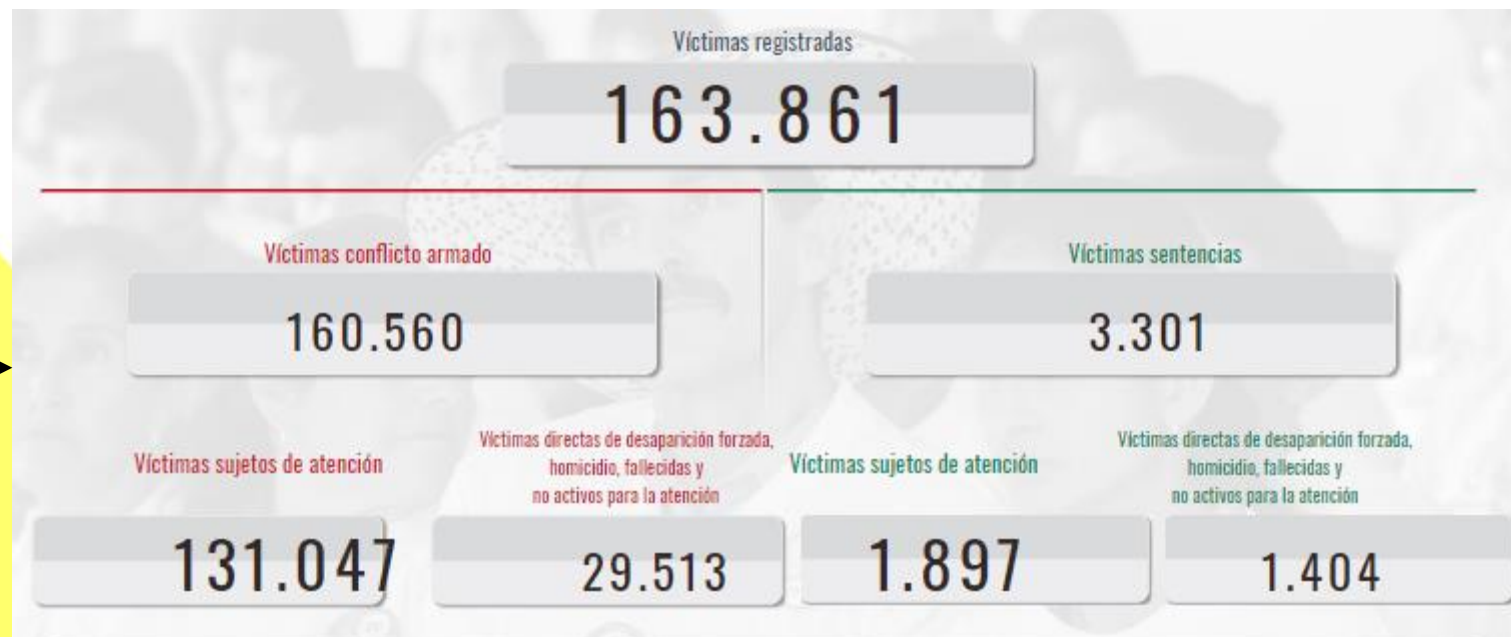 Víctimas registradas
163.861
Víctimas conflicto armado
160.560
Víctimas sentencias
3.301
Víctimas sujetos de atención
131.047
Víctimas directas de desaparición forzada,
homicidio, fallecidas y
no activos para la atención
29.513
Víctimas sujetos de atención
1.897
Víctimas directas de desaparición forzada,
homicidio, fallecidas y
no activos para la atención
1.404